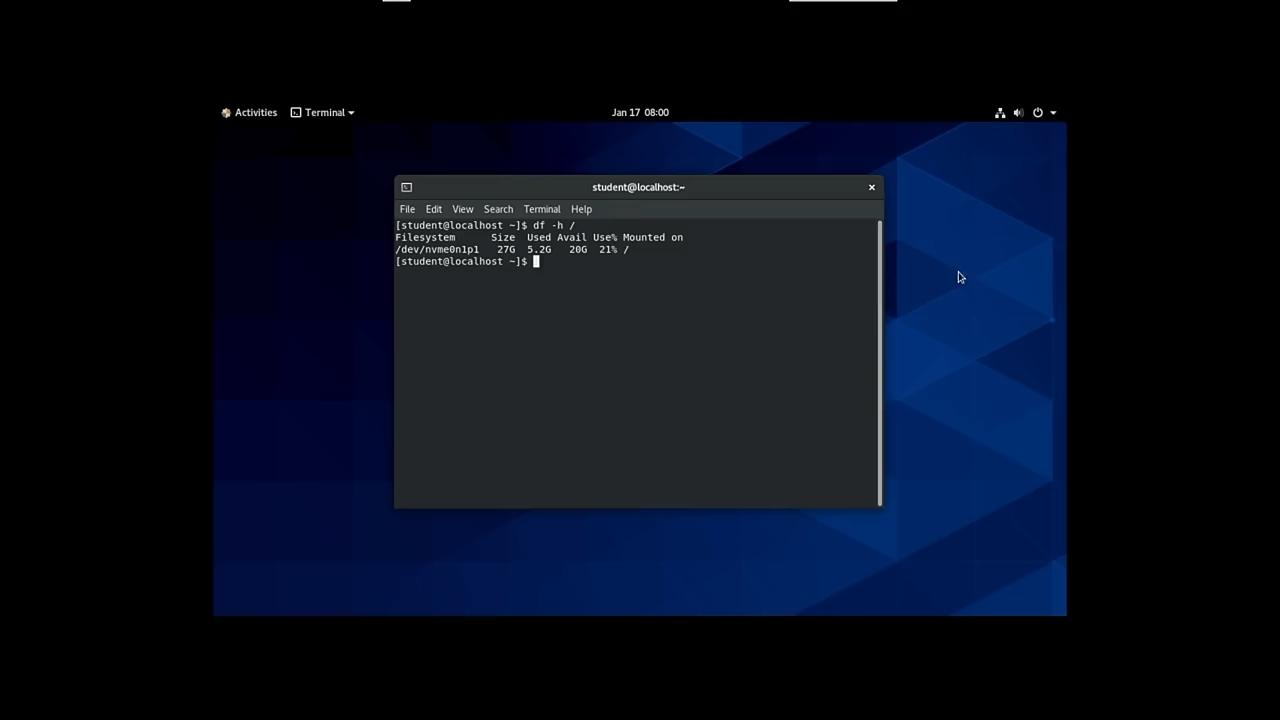 Activities Terminal Jan 17 08:00
student@localhost:~
File Edit View Search Terminal Help
[student@localhost ~]$ df -h /
Filesystem      Size  Used Avail Use% Mounted on
/dev/nvme0n1p1   27G  5.2G   20G  21% /
[student@localhost ~]$